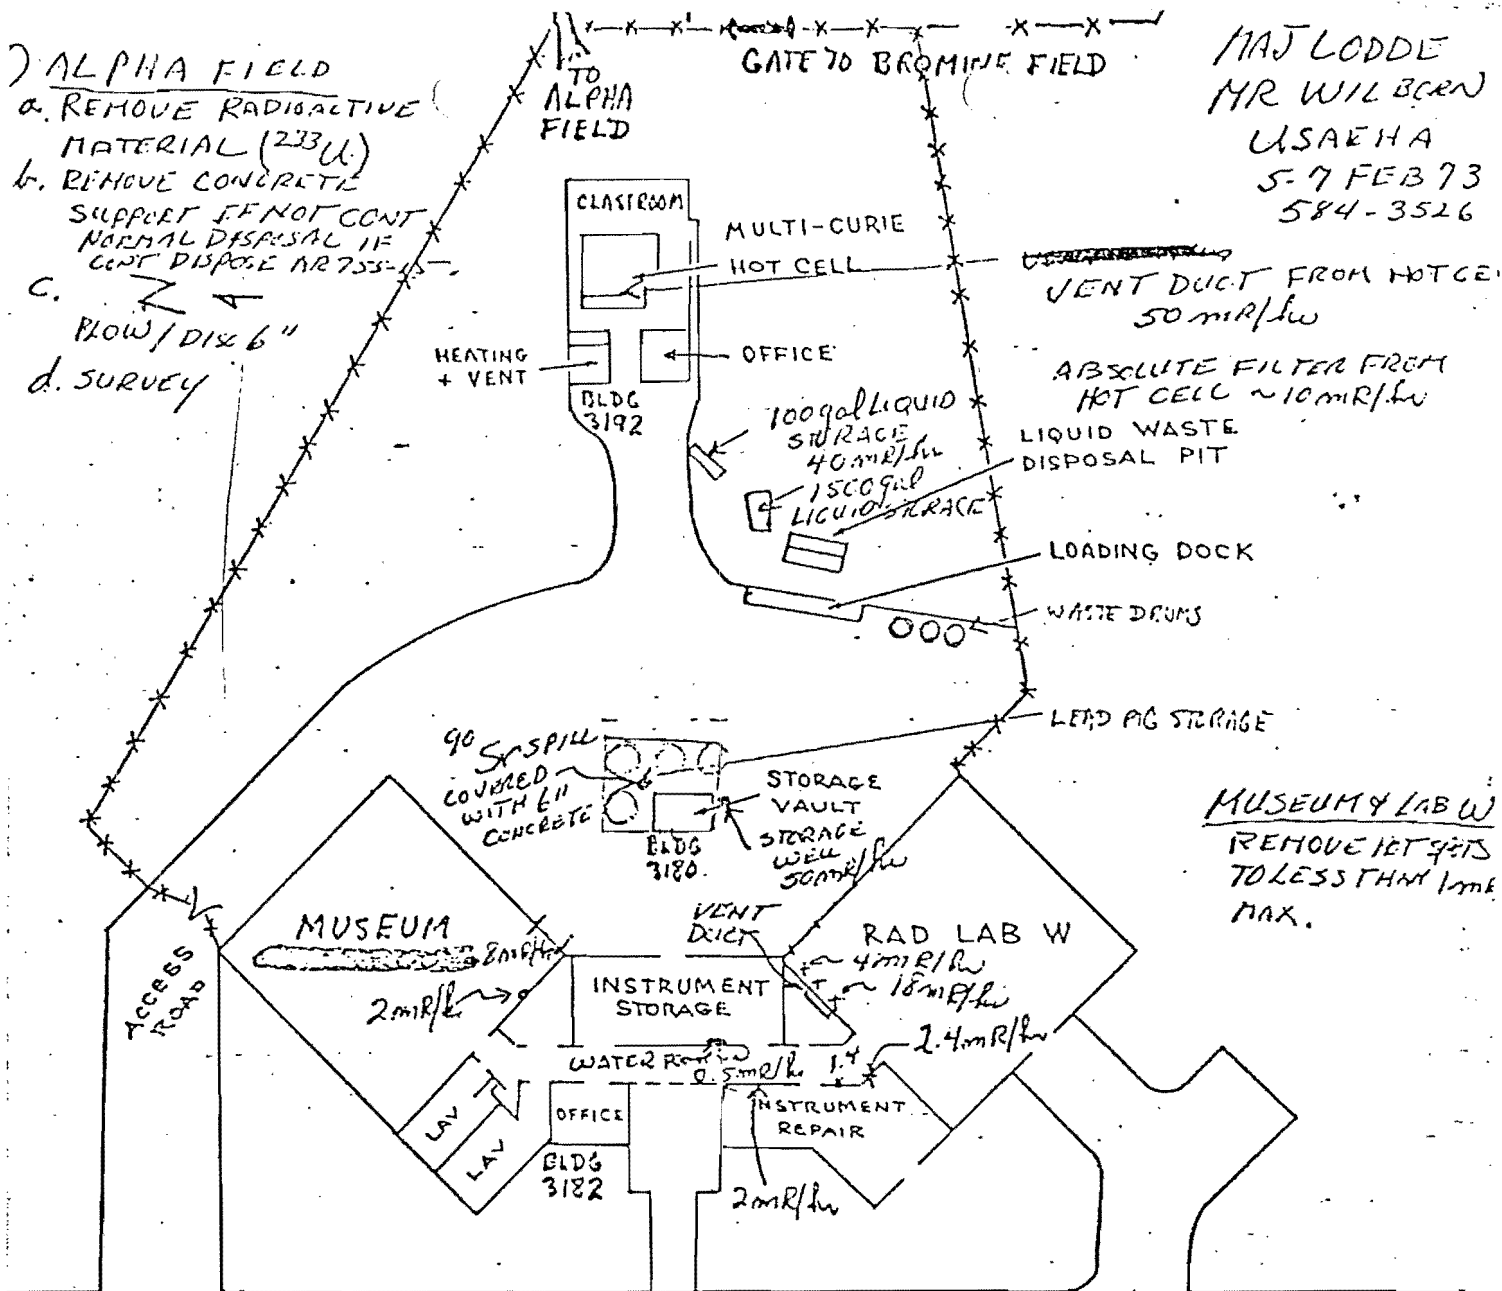 ) ALPHA FIELD
a. REMOVE RADIOACTIVE
MATERIAL (233U)
b. REMOVE CONCRETE
SUPPORT IF NOT CONT
NORMAL DISPOSAL IF
CONT DISPOSE AR 755-15.
c.
PLOW/DISK 6"
d. SURVEY
TO
ALPHA
FIELD
GATE TO BROMINE FIELD
MAJ LODDE
MR WILBORN
USAEHA
5-7 FEB 73
584-3526
CLASSROOM
MULTI-CURIE
HOT CELL
VENT DUCT FROM HOT CE
50 mR/hr
HEATING
+ VENT
OFFICE
BLDG
3192
ABSOLUTE FILTER FROM
HOT CELL ~10 mR/hr
100 gal LIQUID
STORAGE
40 mR/hr
1500 gal
LIQUID STORAGE
LIQUID WASTE
DISPOSAL PIT
LOADING DOCK
WASTE DRUMS
LEAD PIG STORAGE
90
Sr SPILL
COVERED
WITH 6"
CONCRETE
STORAGE
VAULT
BLDG
3180.
STORAGE
WELL
50 mR/hr
MUSEUM & LAB W
REMOVE HOT SPOTS
TO LESS THAN 1 mR
MAX.
ACCESS
ROAD
MUSEUM
8 mR/hr
2 mR/hr
VENT
DUCT
INSTRUMENT
STORAGE
RAD LAB W
4 mR/hr
~ 18 mR/hr
2.4 mR/hr
WATER
0.5 mR/hr
1.4
LAV
LAV
OFFICE
BLDG
3182
INSTRUMENT
REPAIR
2 mR/hr